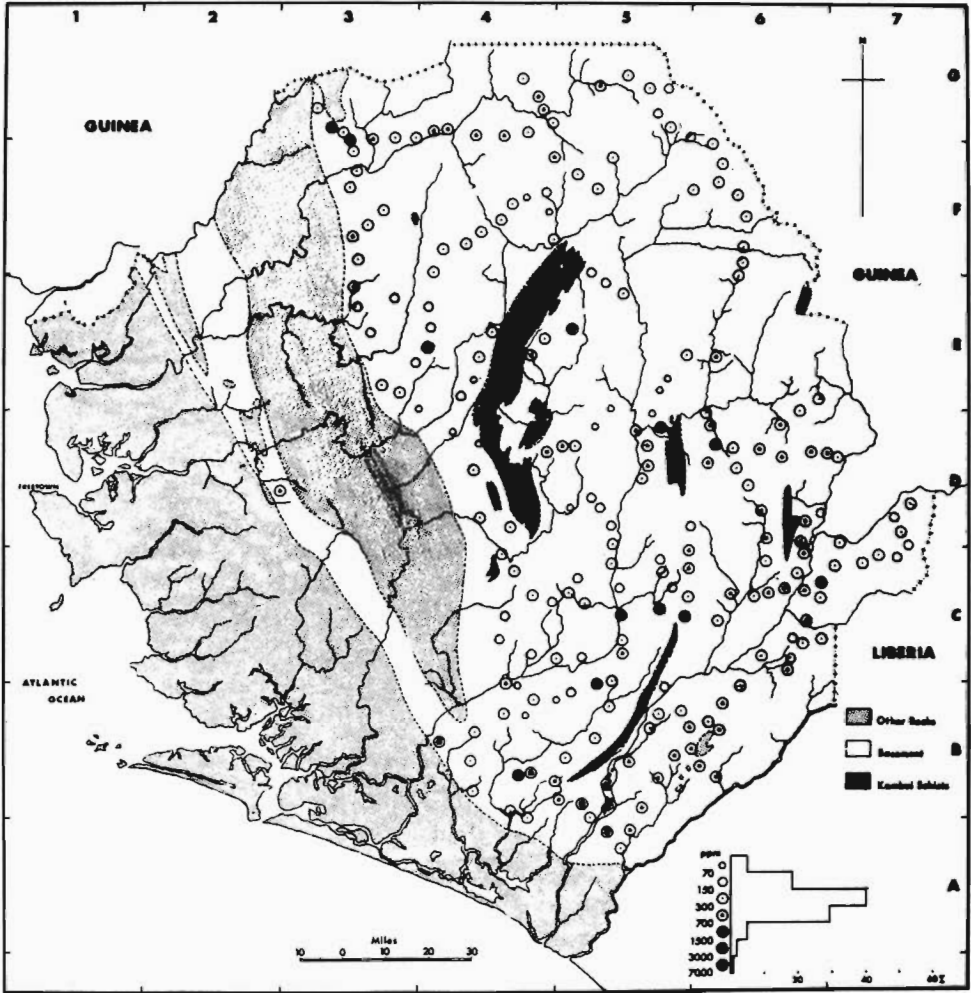 1 2 3 4 5 6 7
N
G
GUINEA
F
GUINEA
E
D
FREETOWN
C
LIBERIA
ATLANTIC
OCEAN
Other Rocks
B
Basement
Kambui Schists
ppm
70
A
150
300
700
Miles
1500
10 0 10 20 30
3000
7000
20 40 60%